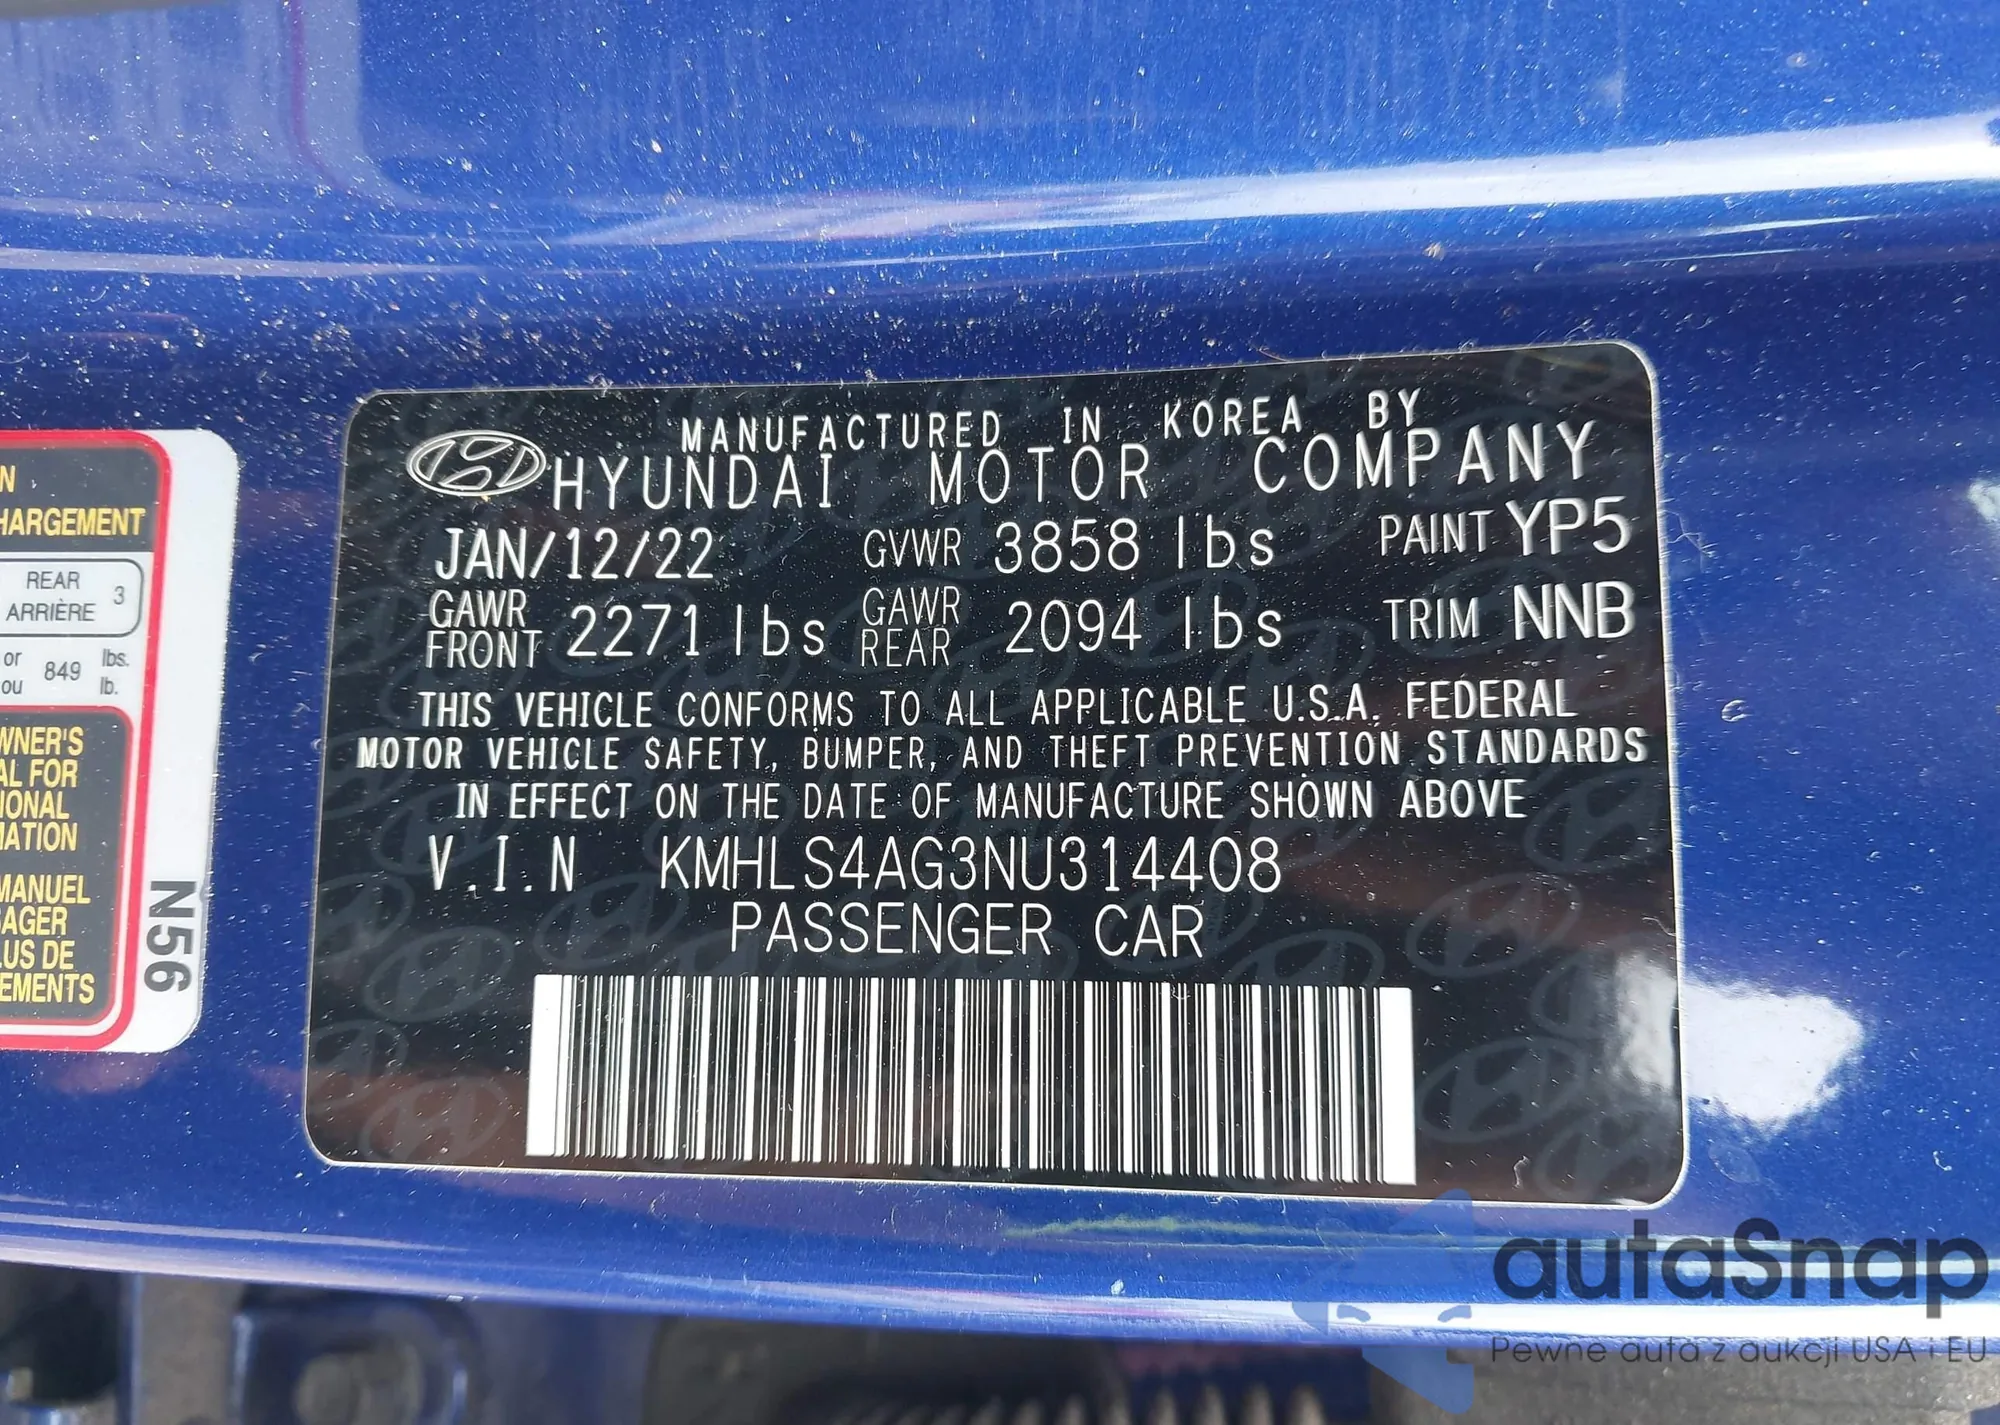 MANUFACTURED IN KOREA BY
HYUNDAI MOTOR COMPANY
JAN/12/22 GVWR 3858 lbs PAINT YP5
GAWR FRONT 2271 lbs GAWR REAR 2094 lbs TRIM NNB
THIS VEHICLE CONFORMS TO ALL APPLICABLE U.S.A. FEDERAL
MOTOR VEHICLE SAFETY, BUMPER, AND THEFT PREVENTION STANDARDS
IN EFFECT ON THE DATE OF MANUFACTURE SHOWN ABOVE
V.I.N KMHLS4AG3NU314408
PASSENGER CAR
N
HARGEMENT
REAR
ARRIÈRE 3
or
ou 849 lbs.
lb.
WNER'S
AL FOR
IONAL
MATION
MANUEL
SAGER
LUS DE
EMENTS
N56
autaSnap
Pewne auta z aukcji USA i EU